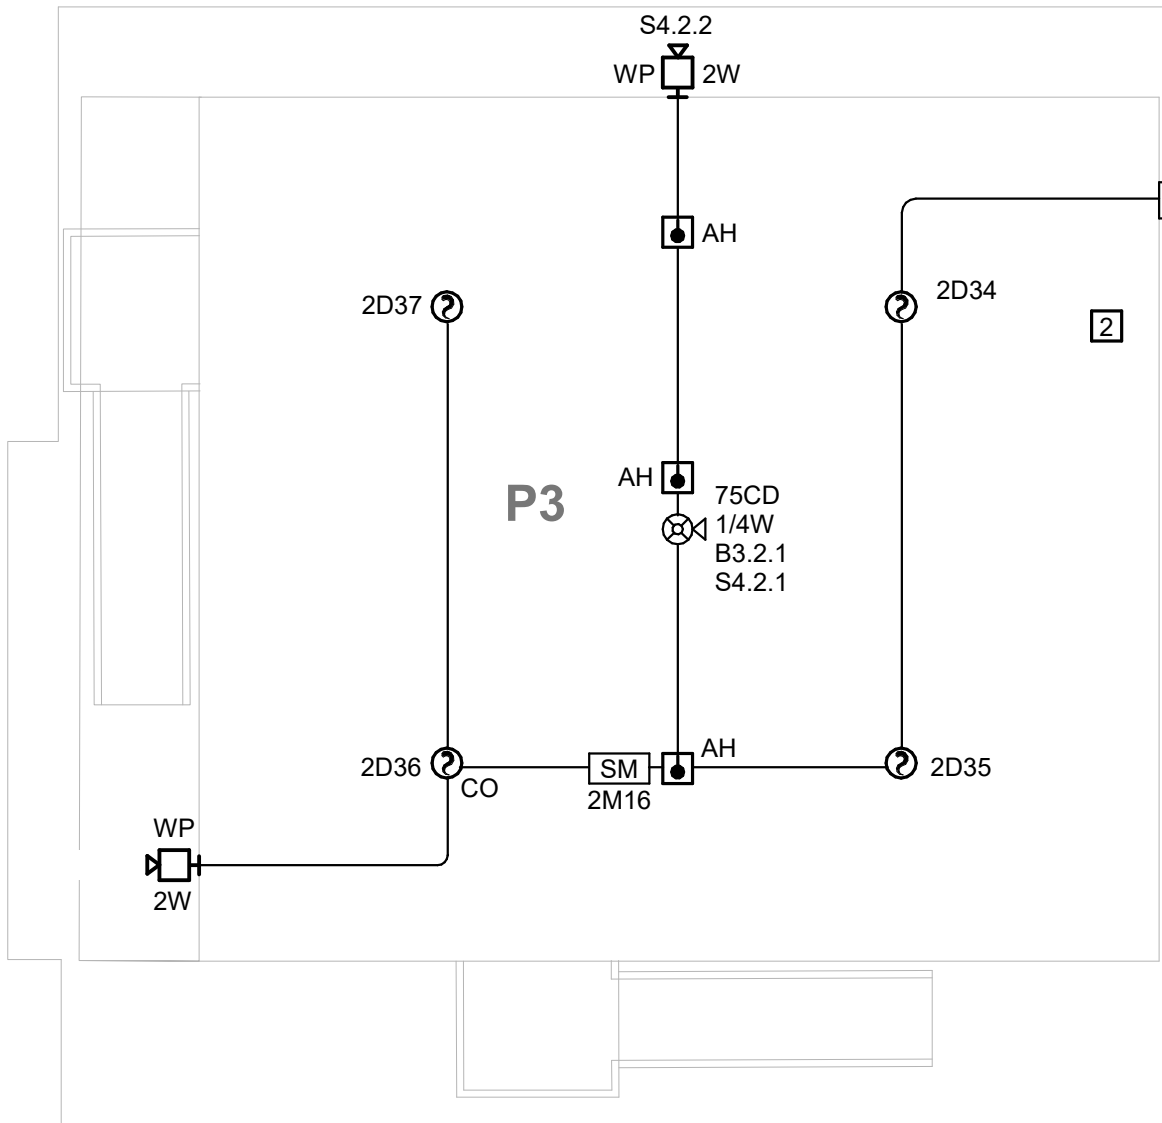 S4.2.2
WP 2W
AH
2D37
2D34
2
AH
P3
75CD
1/4W
B3.2.1
S4.2.1
AH
2D36
SM
2D35
CO
2M16
WP
2W